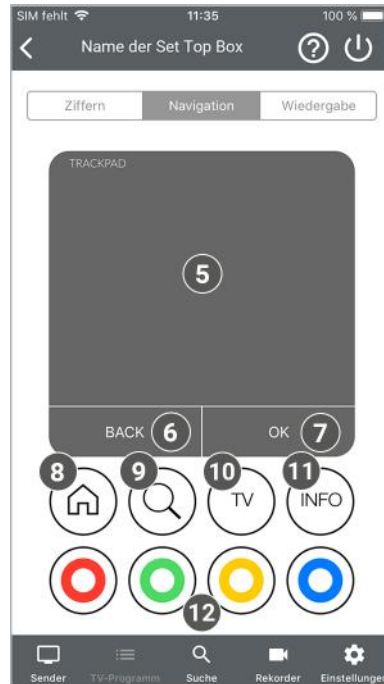 SIM fehlt 11:35 100 %
Name der Set Top Box ?
Ziffern Navigation Wiedergabe
TRACKPAD
5
BACK 6 OK 7
8 9 10 11
TV INFO
12
Sender TV-Programm Suche Rekorder Einstellungen